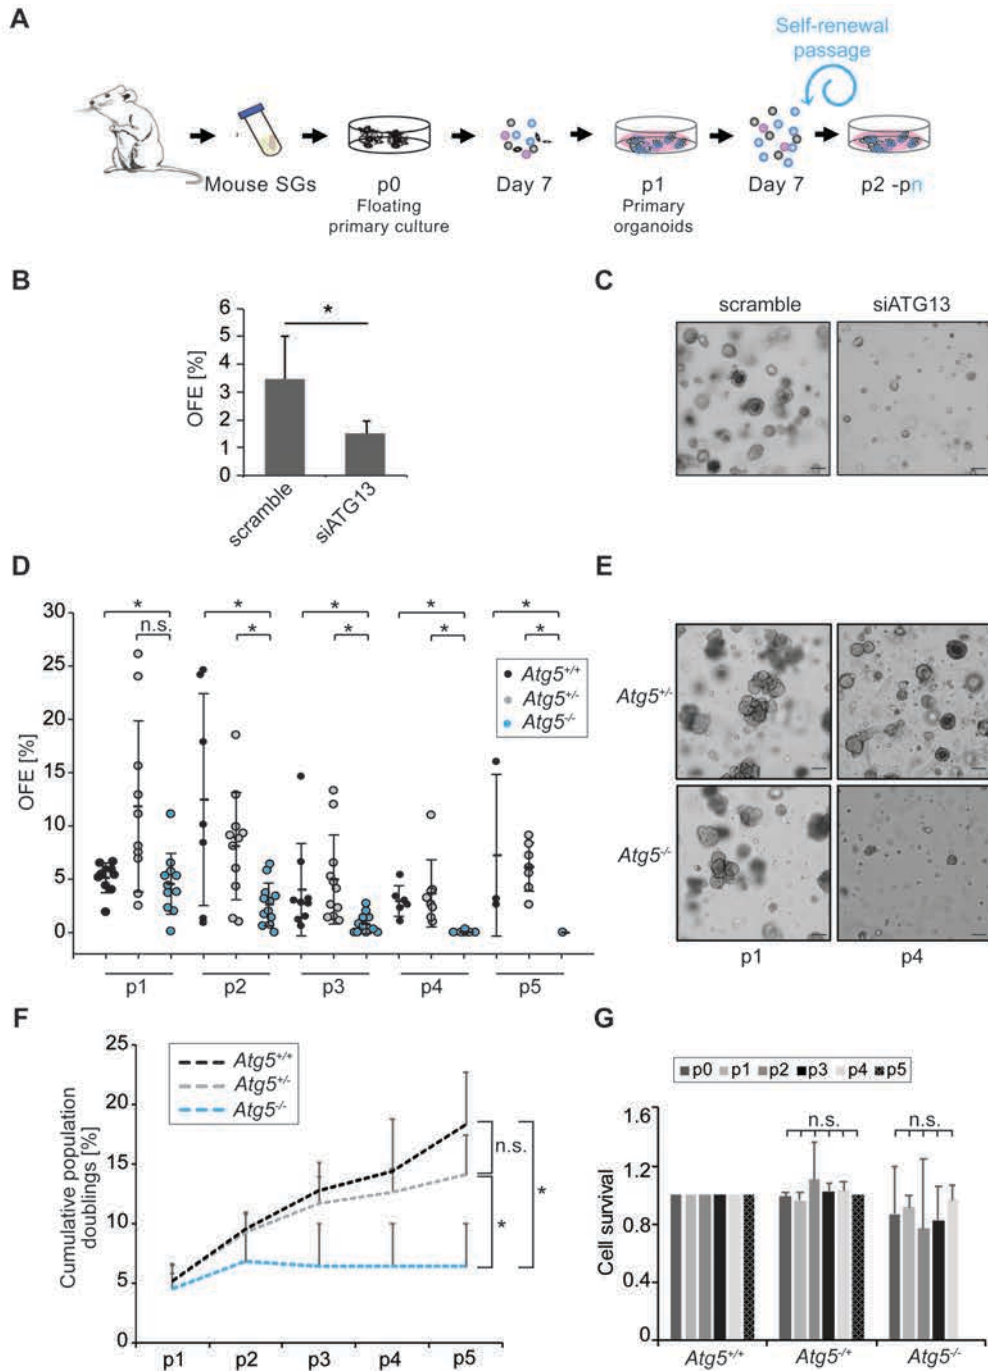 A
Self-renewal
passage
Mouse SGs
p0
Day 7
p1
Day 7
p2 -pn
Floating
primary culture
Primary
organoids
B
OFE [%]
6
5
4
3
2
1
0
*
scramble
siATG13
C
scramble
siATG13
D
OFE [%]
30
25
20
15
10
5
0
* * * * *
n.s. * * * *
Atg5+/+
Atg5+/-
Atg5-/-
p1 p2 p3 p4 p5
E
Atg5+/-
Atg5-/-
p1
p4
F
Cumulative population
doublings [%]
25
20
15
10
5
0
Atg5+/+
Atg5+/-
Atg5-/-
n.s.
*
*
p1 p2 p3 p4 p5
G
p0 p1 p2 p3 p4 p5
Cell survival
1.6
1.2
0.8
0.4
0
n.s.
n.s.
Atg5+/+
Atg5-/+
Atg5-/-